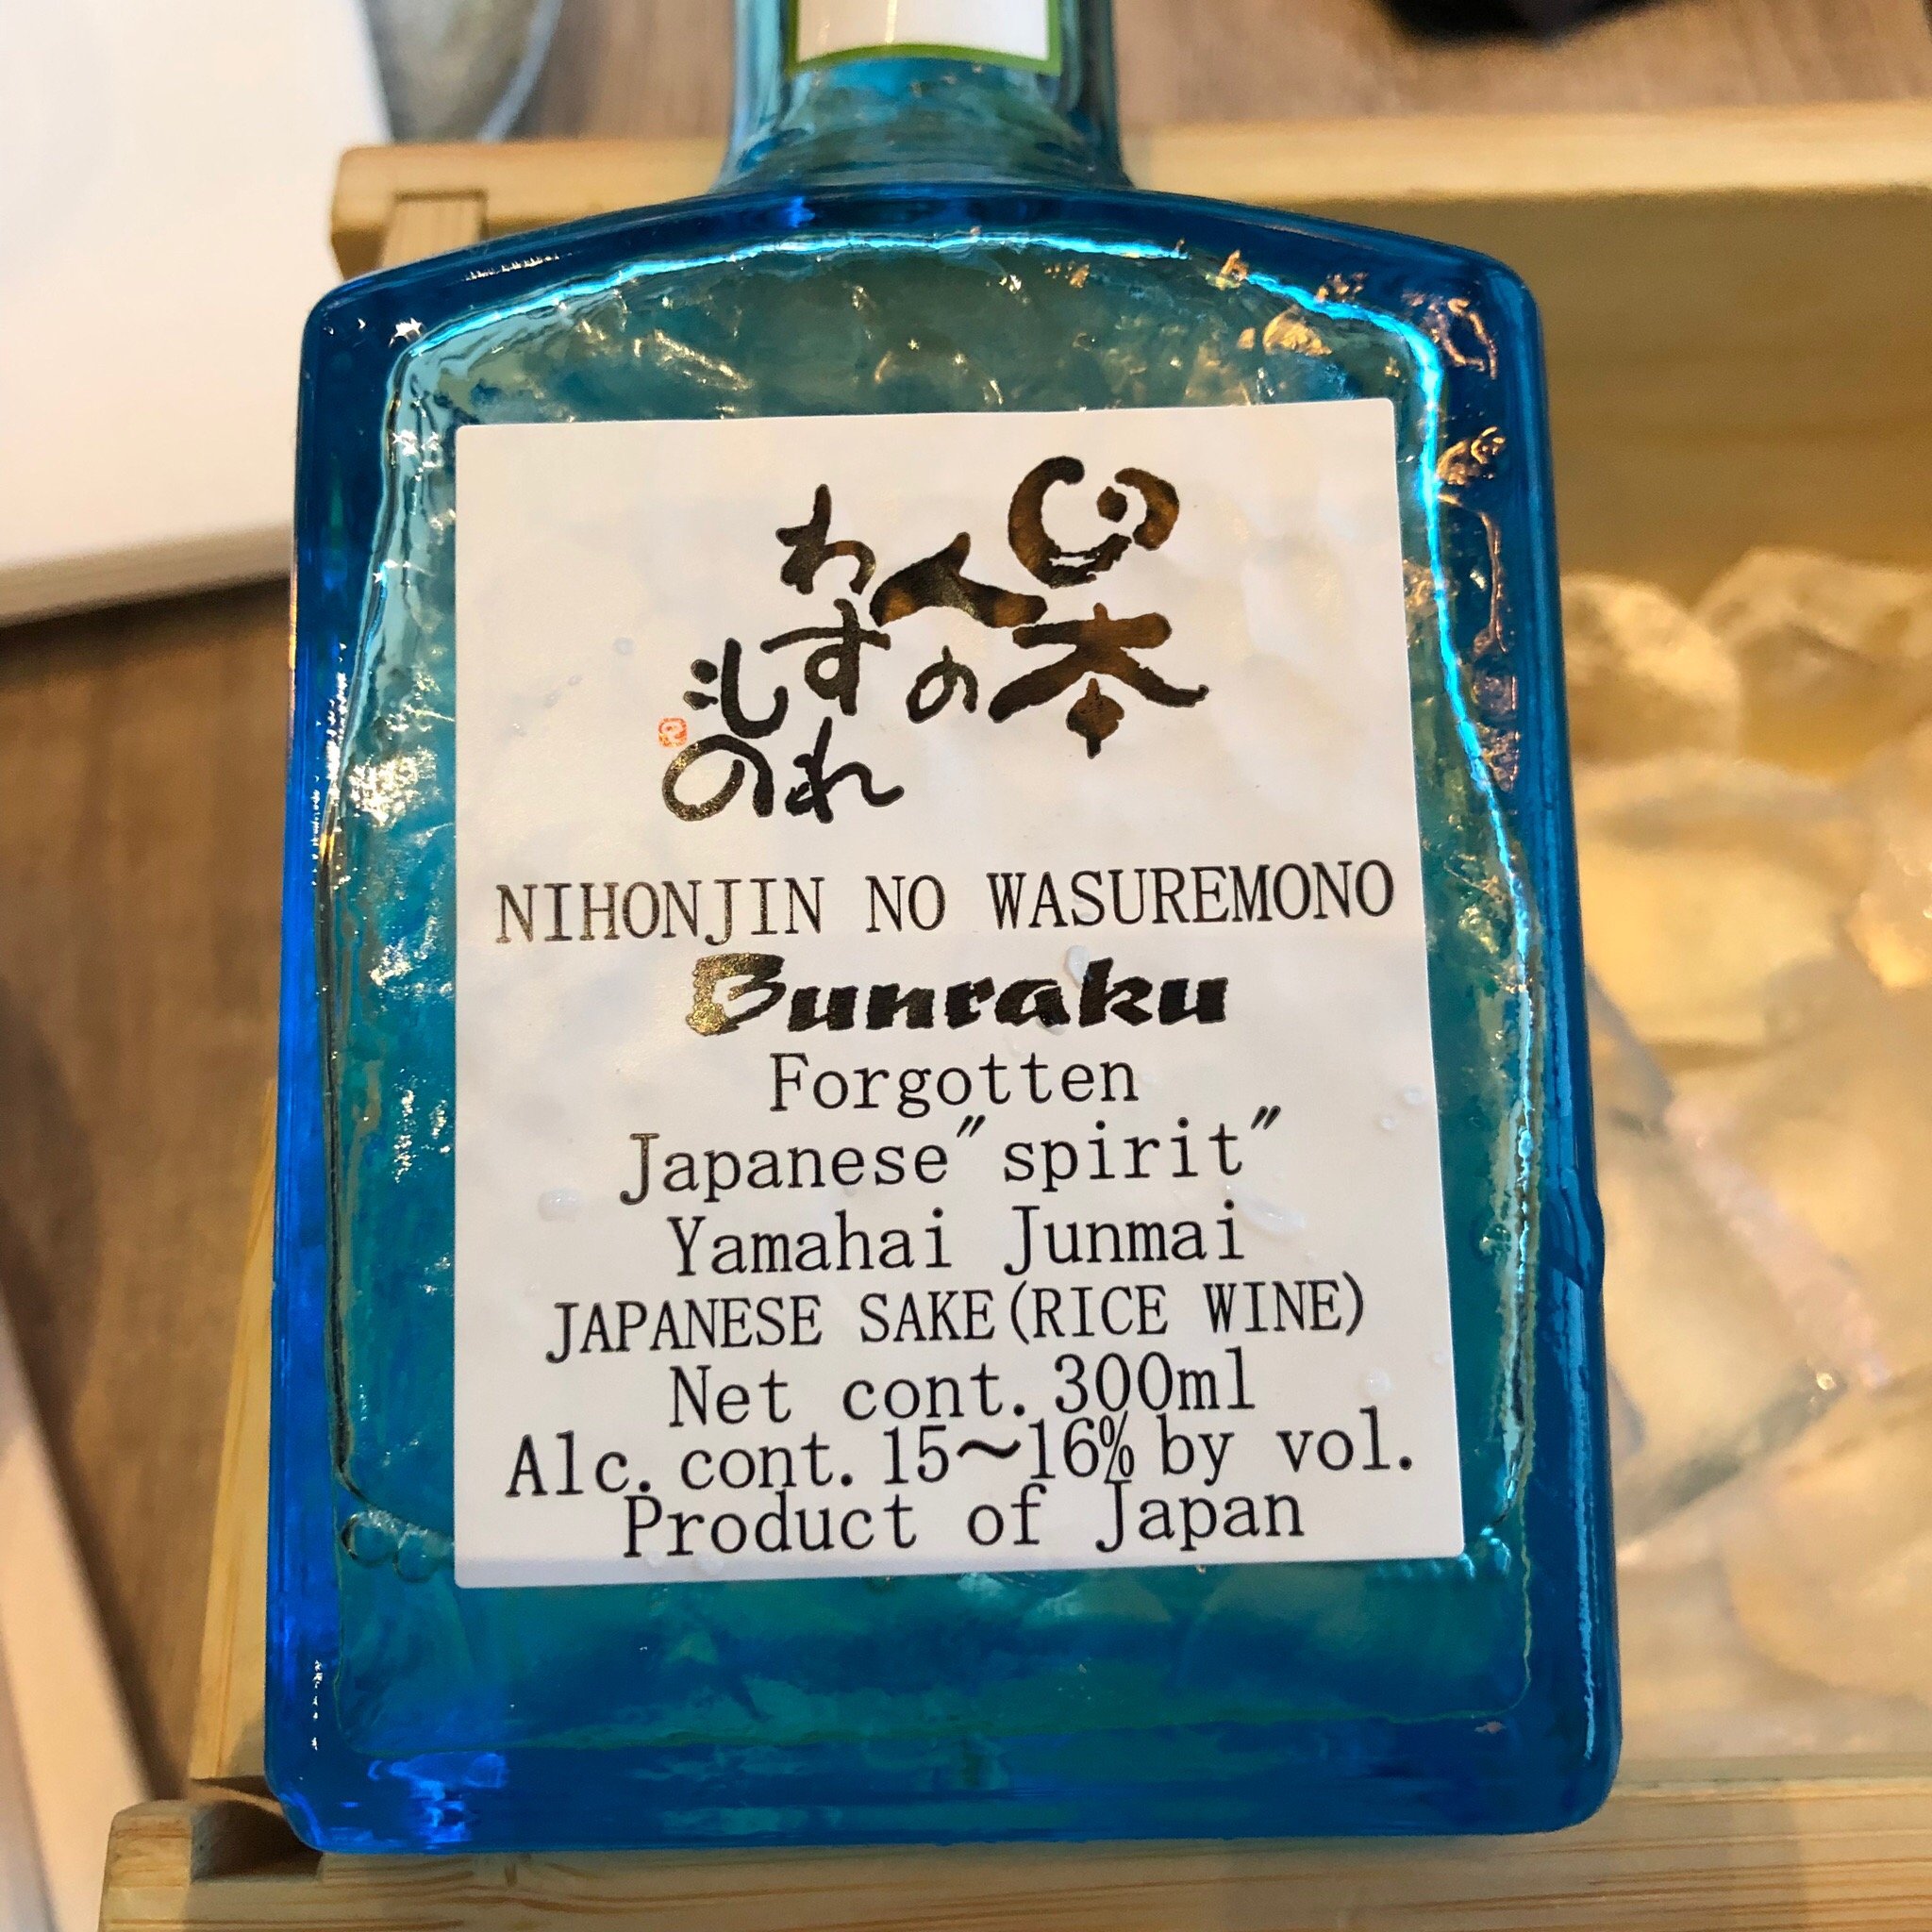 日本
人の
わすれ
もの
NIHONJIN NO WASUREMONO
Bunraku
Forgotten
Japanese"spirit"
Yamahai Junmai
JAPANESE SAKE(RICE WINE)
Net cont.300ml
Alc.cont.15～16% by vol.
Product of Japan